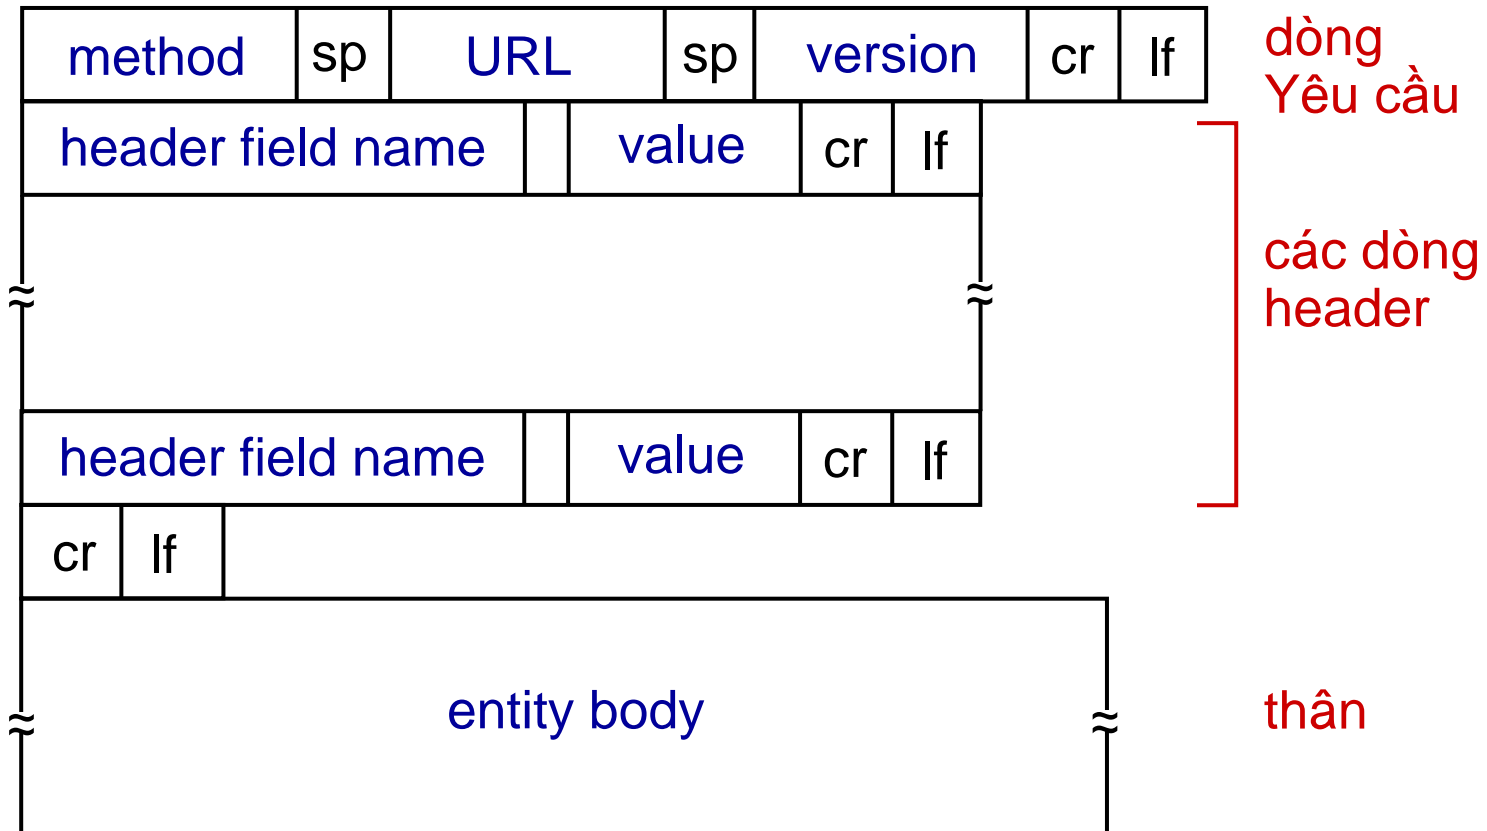 method sp URL sp version cr lf
dòng
Yêu cầu
header field name value cr lf
các dòng
header
header field name value cr lf
cr lf
entity body
thân